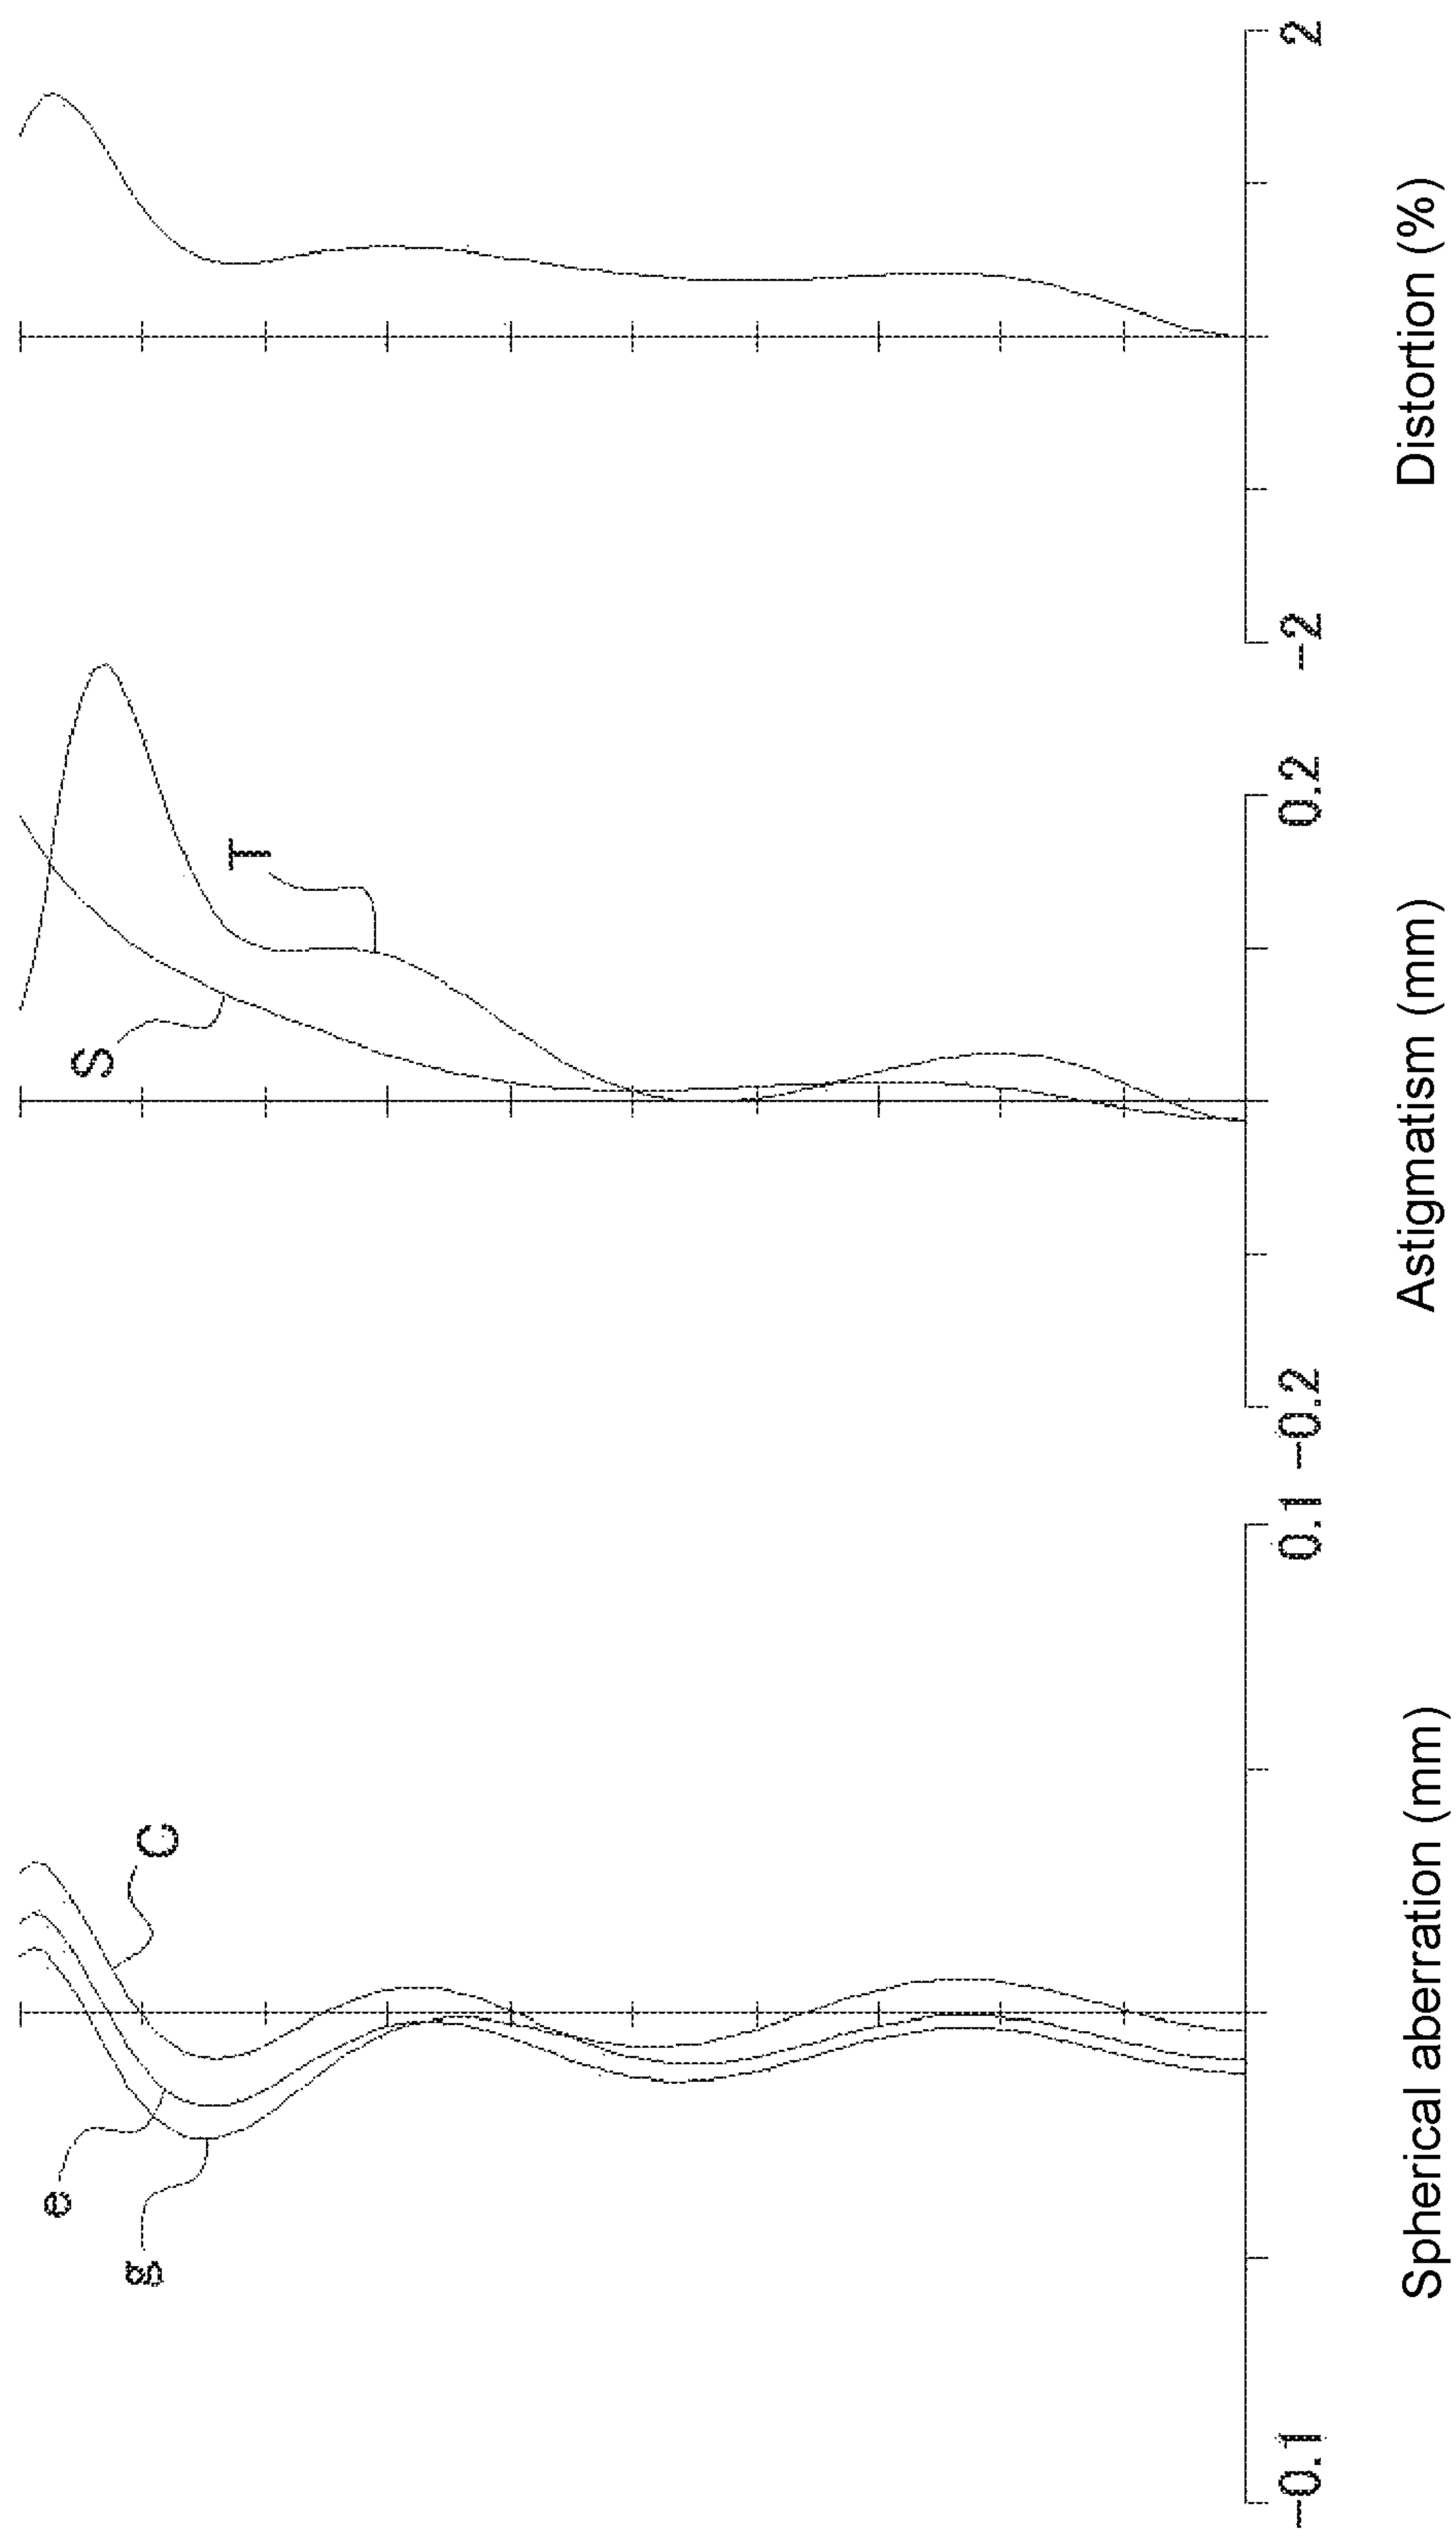 g
e
C
-0.1
0.1
Spherical aberration (mm)
S
T
-0.2
0.2
Astigmatism (mm)
-2
2
Distortion (%)